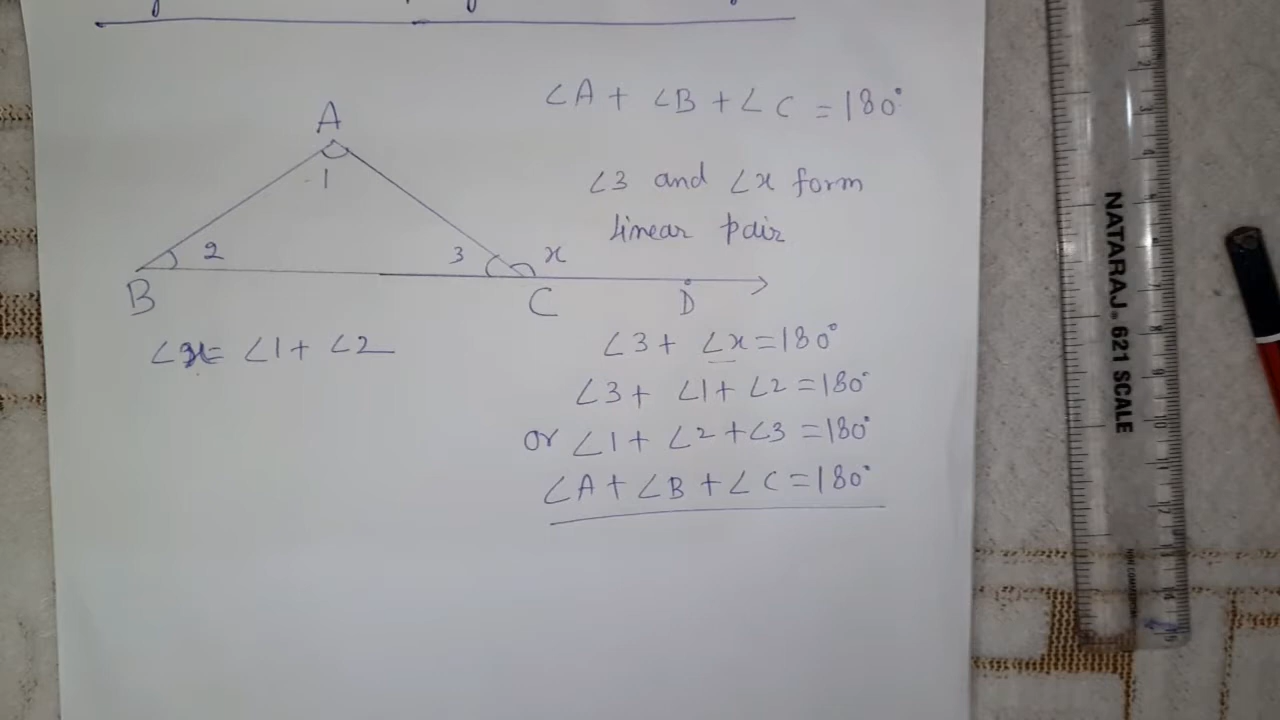 ∠A + ∠B + ∠C = 180°
A
∠3 and ∠x form
linear pair
1
2
3
x
B
C
D
∠x = ∠1 + ∠2
∠3 + ∠x = 180°
∠3 + ∠1 + ∠2 = 180°
or ∠1 + ∠2 + ∠3 = 180°
∠A + ∠B + ∠C = 180°
NATARAJ 621 SCALE